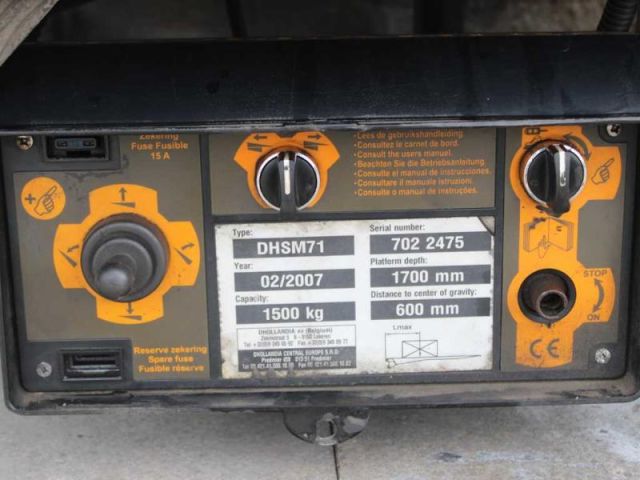 Zekering
Fuse Fusible
15 A
Lees de gebruikshandleiding.
Consultez le carnet de bord.
Consult the users manual.
Beachten Sie die Betriebsanleitung
Consulte el manual de instrucciones.
Consultare il manuale istruzioni.
Consulte o manual de instruções.
Type:
DHSM71
Serial number:
702 2475
Year:
02/2007
Platform depth:
1700 mm
Capacity:
1500 kg
Distance to center of gravity:
600 mm
DHOLLANDIA nv (Belgium)
DHOLLANDIA CENTRAL EUROPE S.R.O.
Lmax
STOP
ON
CE
Reserve zekering
Spare fuse
Fusible réserve